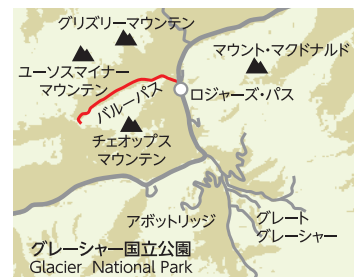 グリズリーマウンテン
ユーソスマイナー
マウンテン
マウント・マクドナルド
バルーパス
ロジャーズ・パス
チェオップス
マウンテン
アボットリッジ
グレート
グレーシャー
グレーシャー国立公園
Glacier National Park